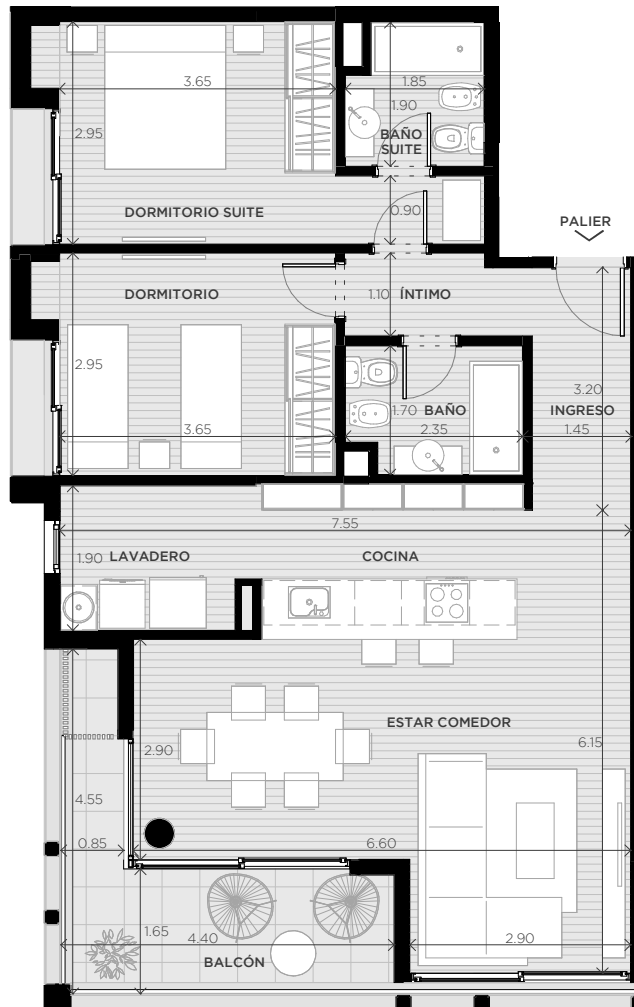 3.65
1.85
1.90
2.95
BAÑO
SUITE
DORMITORIO SUITE
0.90
PALIER
DORMITORIO
1.10
ÍNTIMO
2.95
3.20
1.70
BAÑO
INGRESO
3.65
2.35
1.45
7.55
1.90
LAVADERO
COCINA
ESTAR COMEDOR
2.90
6.15
4.55
0.85
6.60
1.65
4.40
2.90
BALCÓN